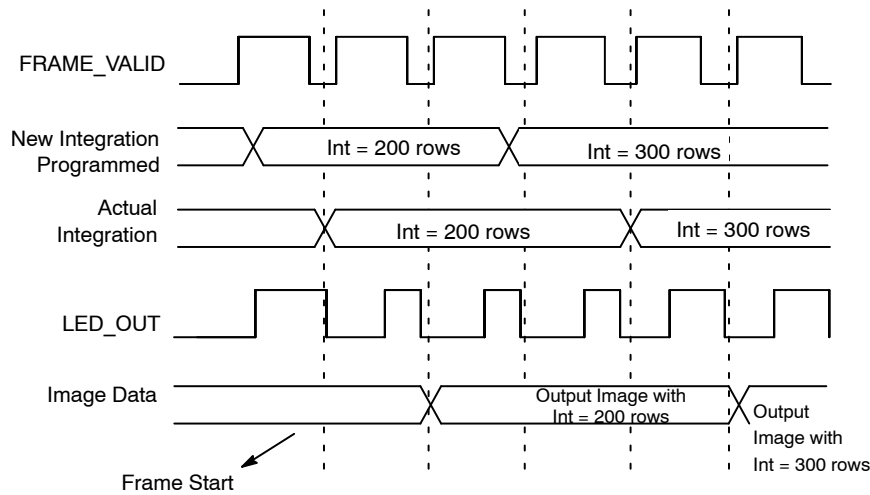 FRAME_VALID
New Integration
Programmed
Int = 200 rows
Int = 300 rows
Actual
Integration
Int = 200 rows
Int = 300 rows
LED_OUT
Image Data
Output Image with
Int = 200 rows
Output
Image with
Int = 300 rows
Frame Start